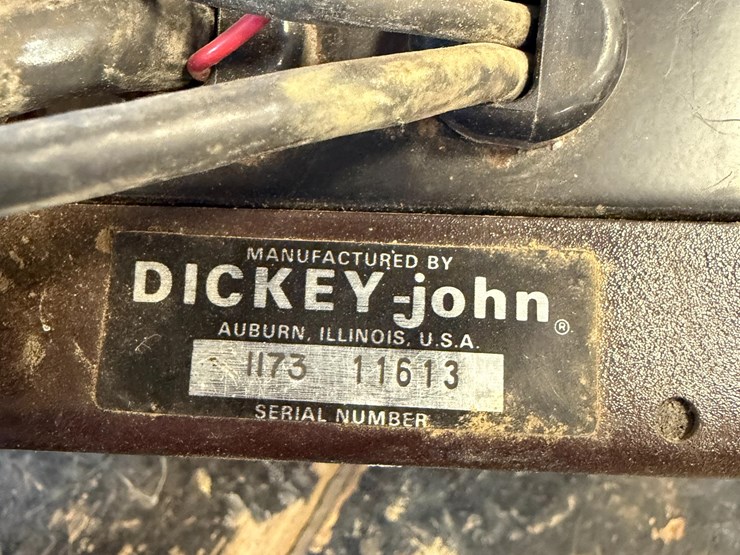 MANUFACTURED BY
DICKEY-john®
AUBURN, ILLINOIS, U.S.A.
1173 11613
SERIAL NUMBER